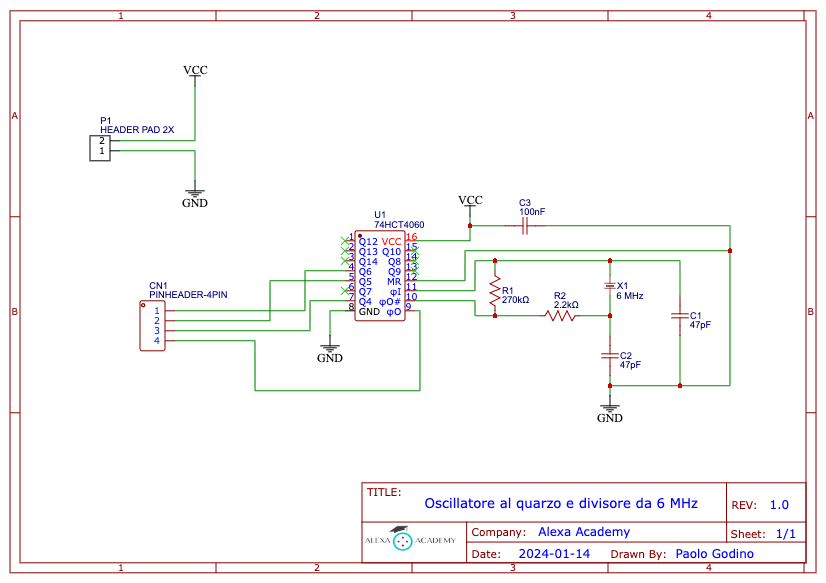 1 2 3 4
A A
B B
VCC
P1
HEADER PAD 2X
2
1
GND
VCC
C3
100nF
U1
74HCT4060
1 Q12 VCC 16
2 Q13 Q10 15
3 Q14 Q8 14
4 Q6 Q9 13
5 Q5 MR 12
6 Q7 φI 11
7 Q4 φO# 10
8 GND φO 9
CN1
PINHEADER-4PIN
1
2
3
4
GND
R1
270kΩ
R2
2.2kΩ
X1
6 MHz
C1
47pF
C2
47pF
GND
TITLE:
Oscillatore al quarzo e divisore da 6 MHz
REV: 1.0
ALEXA ACADEMY
Company: Alexa Academy
Sheet: 1/1
Date: 2024-01-14 Drawn By: Paolo Godino
1 2 3 4